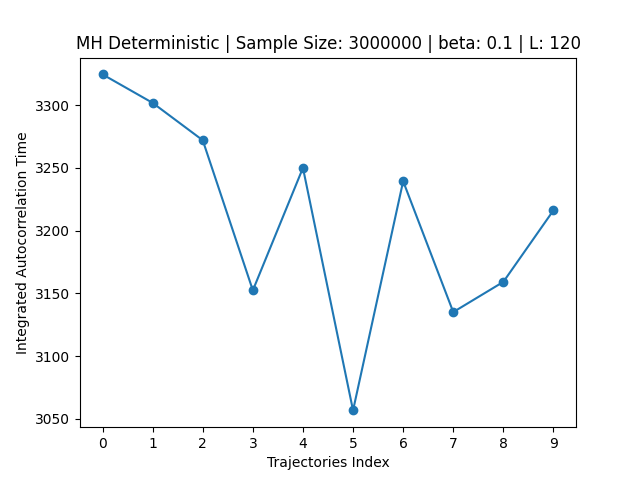 MH Deterministic | Sample Size: 3000000 | beta: 0.1 | L: 120
Integrated Autocorrelation Time
3300
3250
3200
3150
3100
3050
0 1 2 3 4 5 6 7 8 9
Trajectories Index